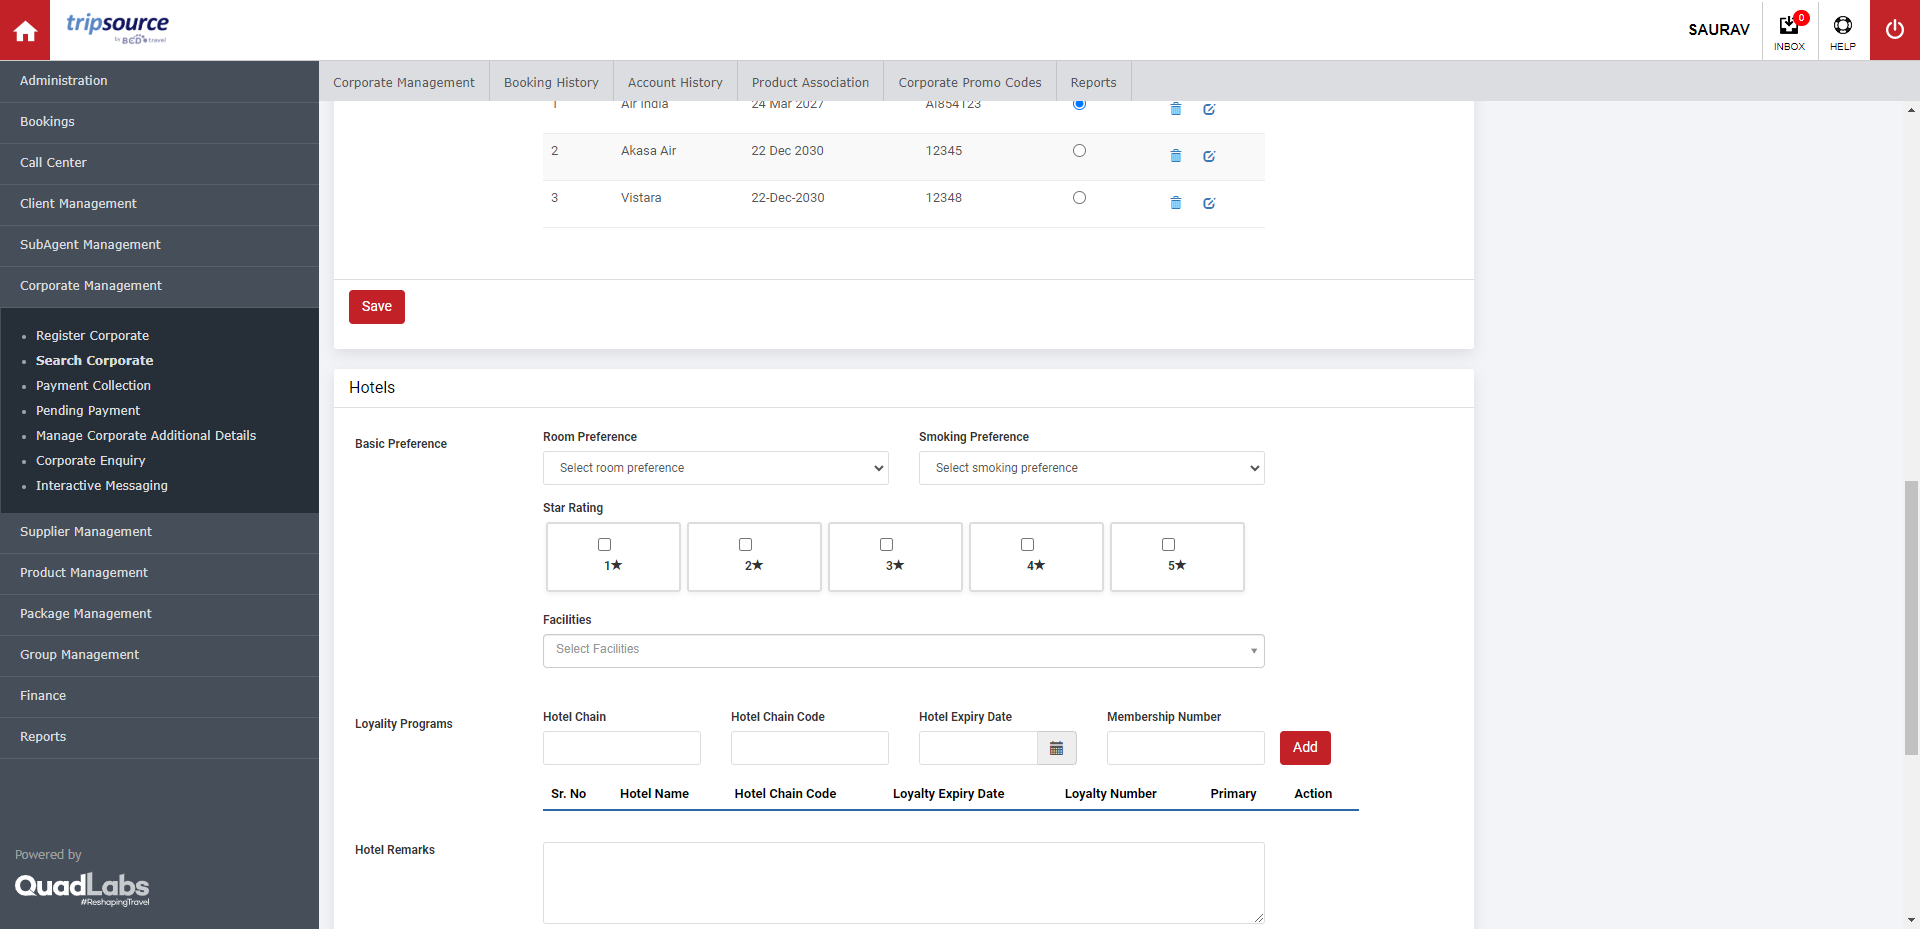 tripsource
by BCD travel
SAURAV
0
INBOX
HELP
Administration
Bookings
Call Center
Client Management
SubAgent Management
Corporate Management
Register Corporate
Search Corporate
Payment Collection
Pending Payment
Manage Corporate Additional Details
Corporate Enquiry
Interactive Messaging
Supplier Management
Product Management
Package Management
Group Management
Finance
Reports
Powered by
QuadLabs
#ReshapingTravel
Corporate Management Booking History Account History Product Association Corporate Promo Codes Reports
1 Air India 24 Mar 2027 AI854123
2 Akasa Air 22 Dec 2030 12345
3 Vistara 22-Dec-2030 12348
Save
Hotels
Basic Preference
Room Preference Smoking Preference
Select room preference Select smoking preference
Star Rating
1★ 2★ 3★ 4★ 5★
Facilities
Select Facilities
Loyality Programs
Hotel Chain Hotel Chain Code Hotel Expiry Date Membership Number
Add
Sr. No Hotel Name Hotel Chain Code Loyalty Expiry Date Loyalty Number Primary Action
Hotel Remarks